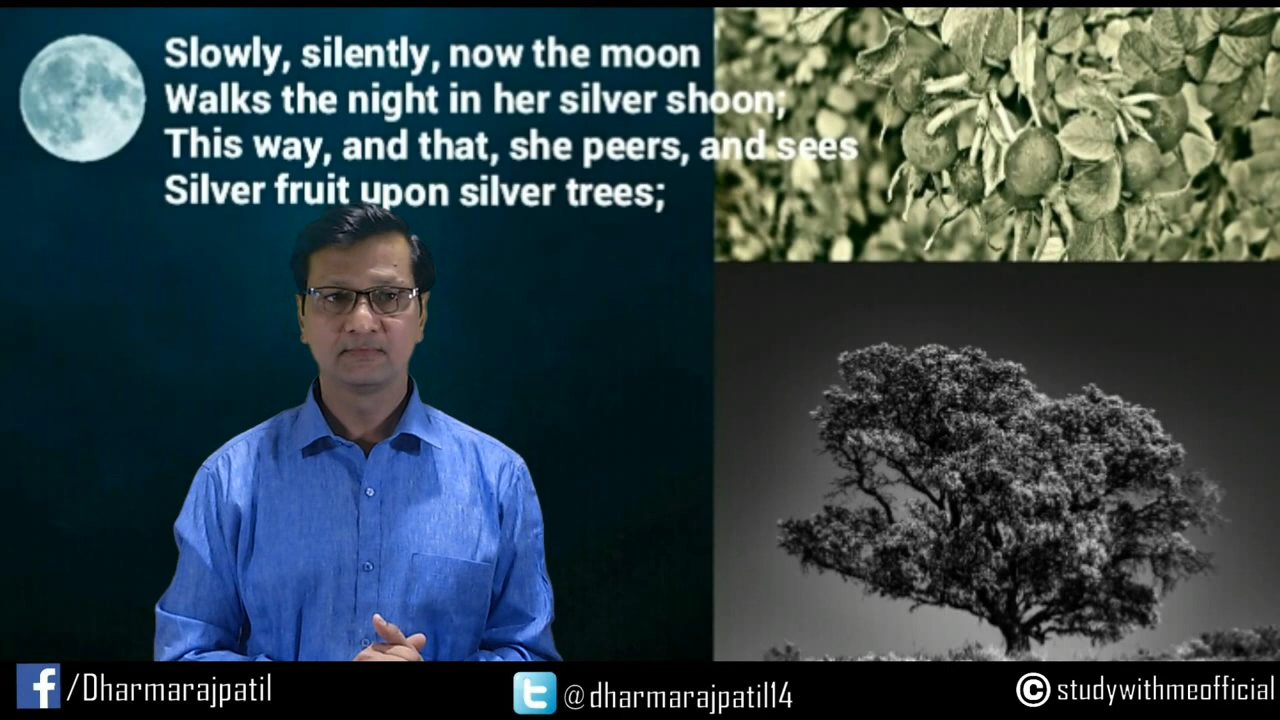 Slowly, silently, now the moon
Walks the night in her silver shoon;
This way, and that, she peers, and sees
Silver fruit upon silver trees;
f /Dharmarajpatil
t @dharmarajpatil14
© studywithmeofficial